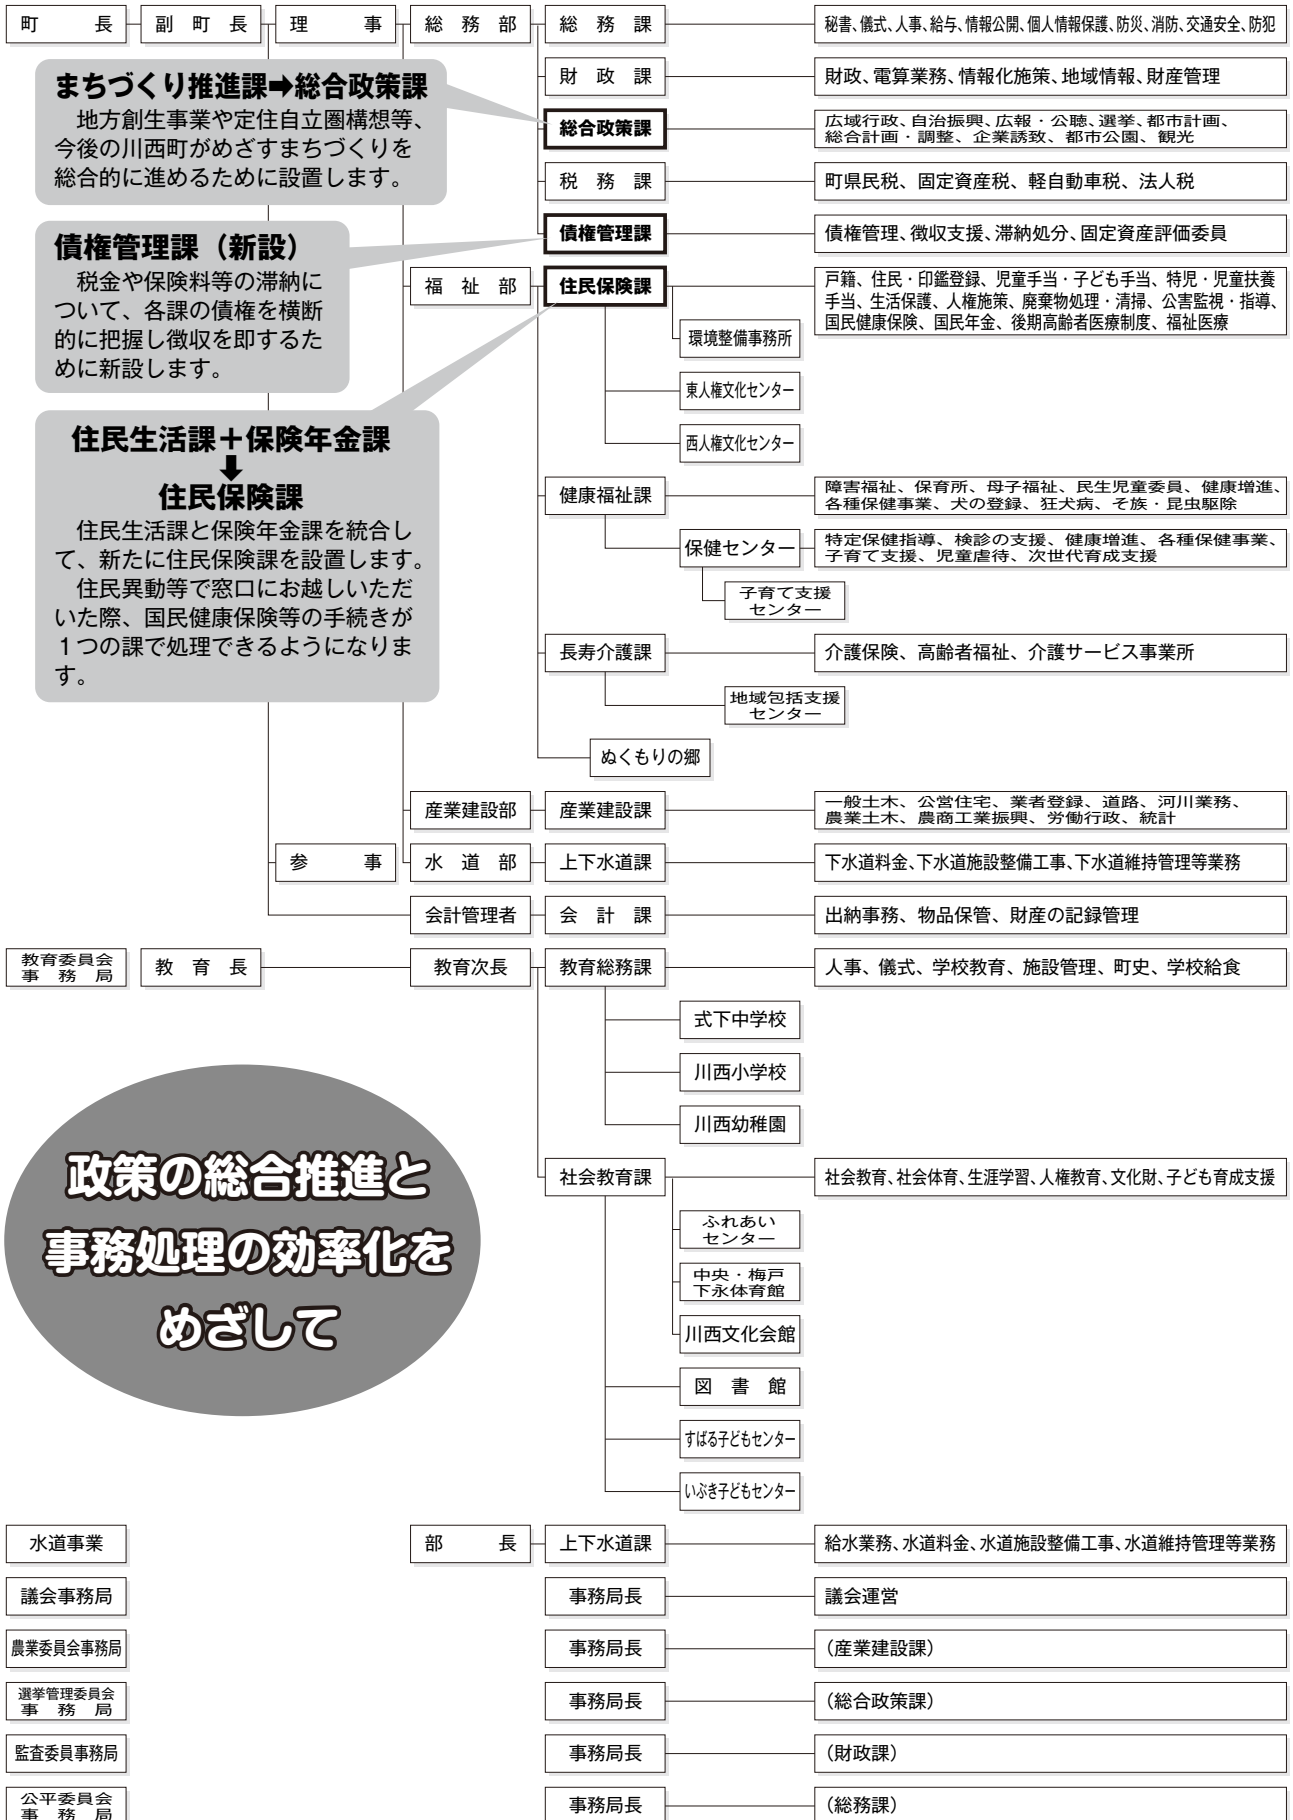 町長
副町長
理事
総務部
総務課
秘書、儀式、人事、給与、情報公開、個人情報保護、防災、消防、交通安全、防犯
財政課
財政、電算業務、情報化施策、地域情報、財産管理
まちづくり推進課➡総合政策課
地方創生事業や定住自立圏構想等、
今後の川西町がめざすまちづくりを
総合的に進めるために設置します。
総合政策課
広域行政、自治振興、広報・公聴、選挙、都市計画、
総合計画・調整、企業誘致、都市公園、観光
税務課
町県民税、固定資産税、軽自動車税、法人税
債権管理課（新設）
税金や保険料等の滞納に
ついて、各課の債権を横断
的に把握し徴収を即するた
めに新設します。
債権管理課
債権管理、徴収支援、滞納処分、固定資産評価委員
福祉部
住民保険課
戸籍、住民・印鑑登録、児童手当・子ども手当、特児・児童扶養
手当、生活保護、人権施策、廃棄物処理・清掃、公害監視・指導、
国民健康保険、国民年金、後期高齢者医療制度、福祉医療
環境整備事務所
東人権文化センター
西人権文化センター
住民生活課＋保険年金課
⬇
住民保険課
住民生活課と保険年金課を統合し
て、新たに住民保険課を設置します。
住民異動等で窓口にお越しいただ
いた際、国民健康保険等の手続きが
１つの課で処理できるようになりま
す。
健康福祉課
障害福祉、保育所、母子福祉、民生児童委員、健康増進、
各種保健事業、犬の登録、狂犬病、そ族・昆虫駆除
保健センター
特定保健指導、検診の支援、健康増進、各種保健事業、
子育て支援、児童虐待、次世代育成支援
子育て支援
センター
長寿介護課
介護保険、高齢者福祉、介護サービス事業所
地域包括支援
センター
ぬくもりの郷
産業建設部
産業建設課
一般土木、公営住宅、業者登録、道路、河川業務、
農業土木、農商工業振興、労働行政、統計
参事
水道部
上下水道課
下水道料金、下水道施設整備工事、下水道維持管理等業務
会計管理者
会計課
出納事務、物品保管、財産の記録管理
教育委員会
事務局
教育長
教育次長
教育総務課
人事、儀式、学校教育、施設管理、町史、学校給食
式下中学校
川西小学校
川西幼稚園
社会教育課
社会教育、社会体育、生涯学習、人権教育、文化財、子ども育成支援
ふれあい
センター
中央・梅戸
下永体育館
川西文化会館
図書館
すばる子どもセンター
いぶき子どもセンター
政策の総合推進と
事務処理の効率化を
めざして
水道事業
部長
上下水道課
給水業務、水道料金、水道施設整備工事、水道維持管理等業務
議会事務局
事務局長
議会運営
農業委員会事務局
事務局長
（産業建設課）
選挙管理委員会
事務局
事務局長
（総合政策課）
監査委員事務局
事務局長
（財政課）
公平委員会
事務局
事務局長
（総務課）